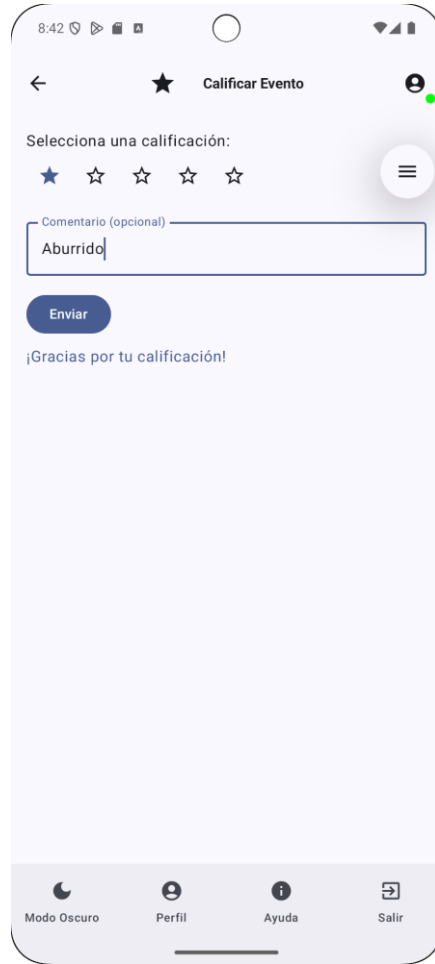 8:42
Calificar Evento
Selecciona una calificación:
Comentario (opcional)
Aburrido
Enviar
¡Gracias por tu calificación!
Modo Oscuro Perfil Ayuda Salir